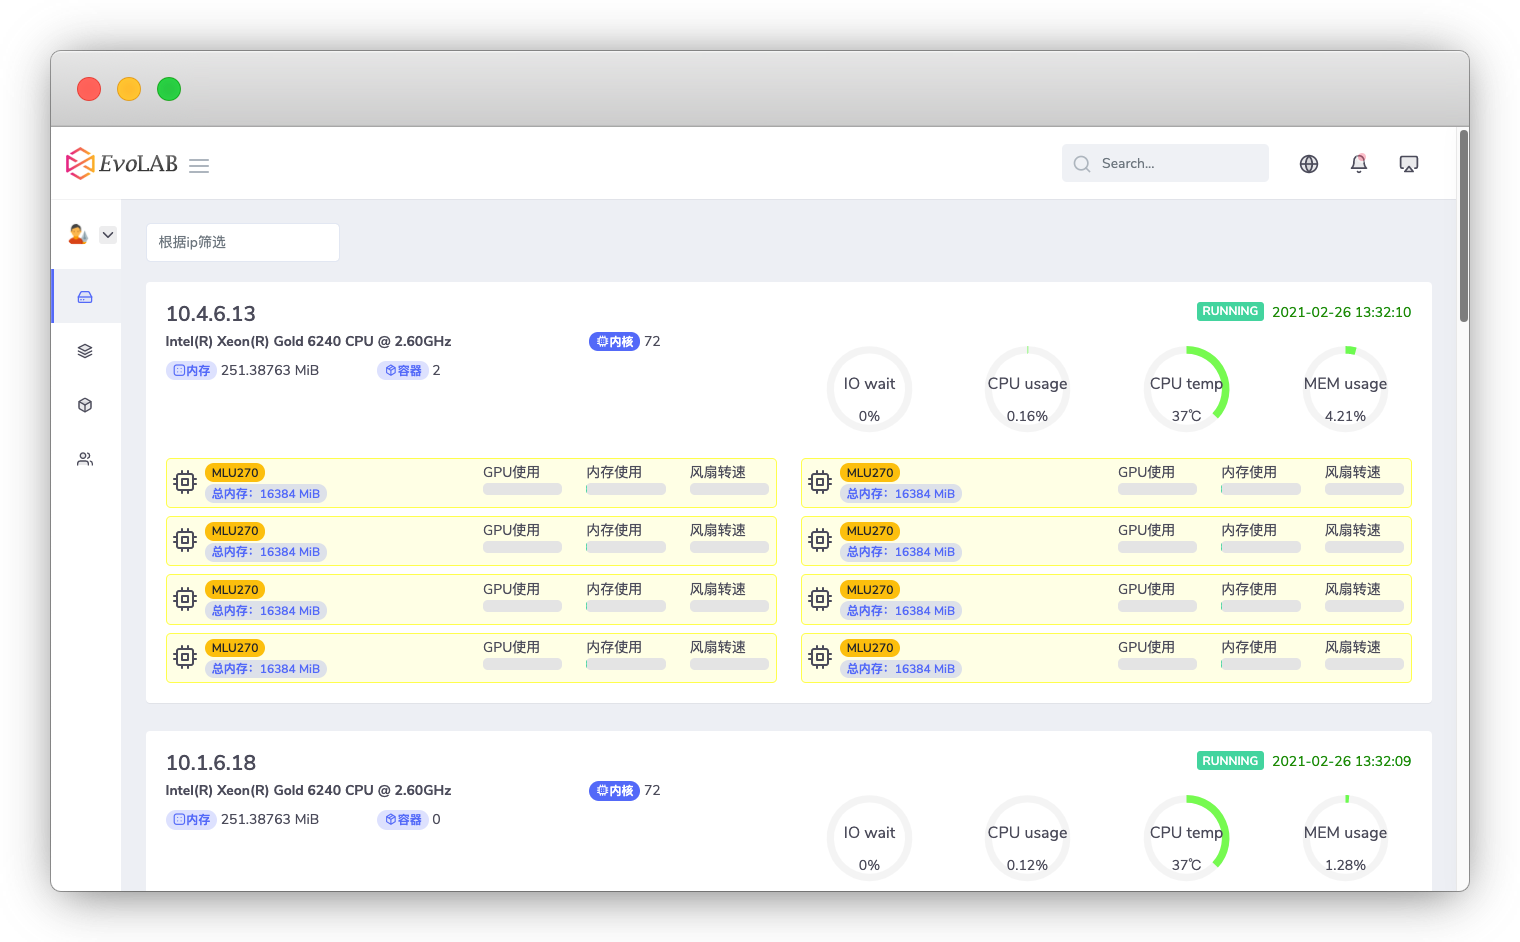 EvoLAB
Search...
根据ip筛选
10.4.6.13
RUNNING 2021-02-26 13:32:10
Intel(R) Xeon(R) Gold 6240 CPU @ 2.60GHz
内核 72
内存 251.38763 MiB
容器 2
IO wait
0%
CPU usage
0.16%
CPU temp
37℃
MEM usage
4.21%
MLU270 GPU使用 内存使用 风扇转速
总内存：16384 MiB
MLU270 GPU使用 内存使用 风扇转速
总内存：16384 MiB
MLU270 GPU使用 内存使用 风扇转速
总内存：16384 MiB
MLU270 GPU使用 内存使用 风扇转速
总内存：16384 MiB
MLU270 GPU使用 内存使用 风扇转速
总内存：16384 MiB
MLU270 GPU使用 内存使用 风扇转速
总内存：16384 MiB
MLU270 GPU使用 内存使用 风扇转速
总内存：16384 MiB
MLU270 GPU使用 内存使用 风扇转速
总内存：16384 MiB
10.1.6.18
RUNNING 2021-02-26 13:32:09
Intel(R) Xeon(R) Gold 6240 CPU @ 2.60GHz
内核 72
内存 251.38763 MiB
容器 0
IO wait
0%
CPU usage
0.12%
CPU temp
37℃
MEM usage
1.28%